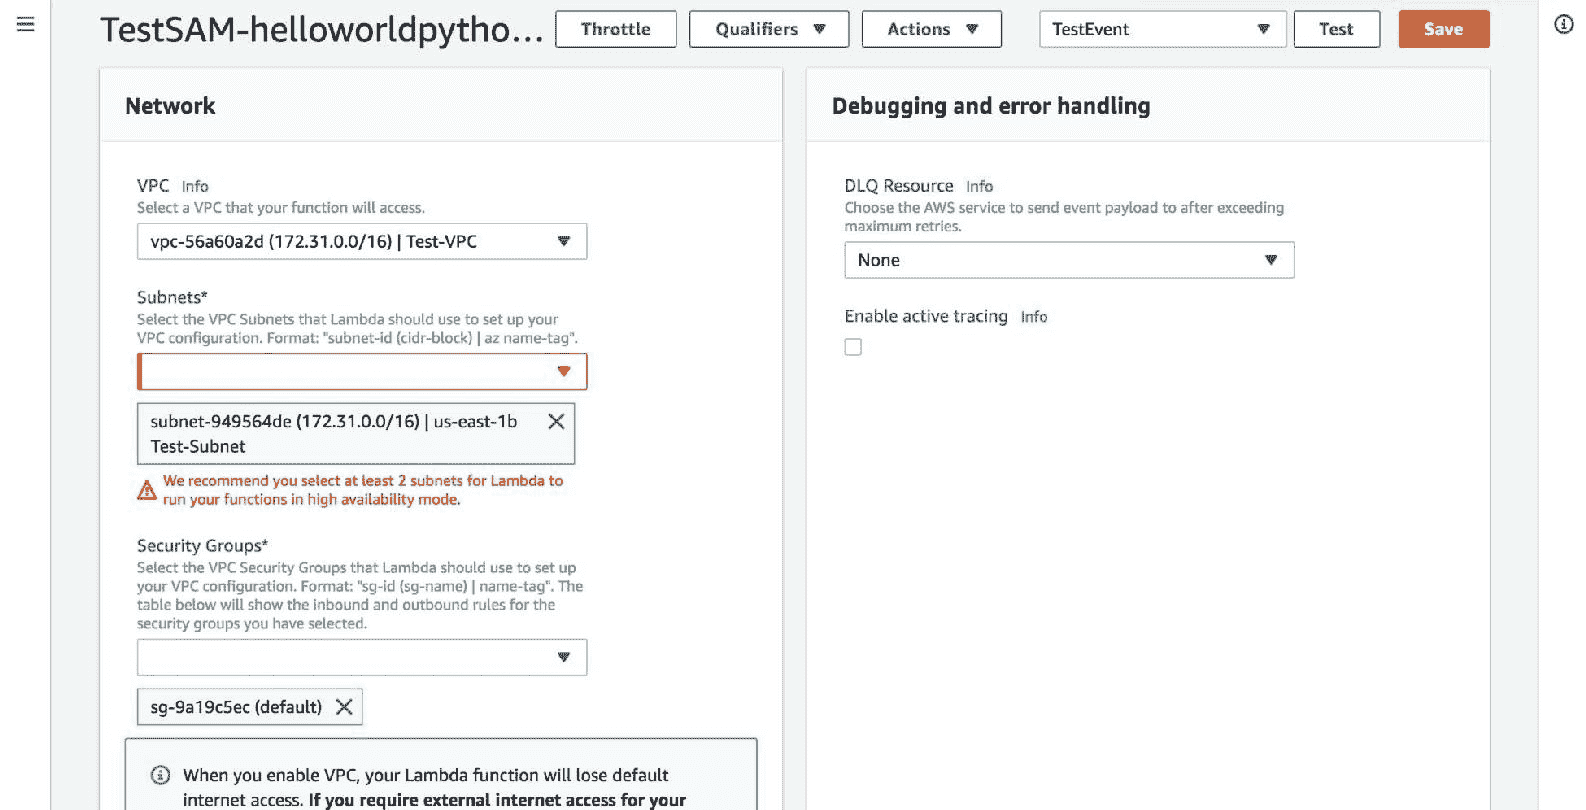 TestSAM-helloworldpytho...
Throttle
Qualifiers
Actions
TestEvent
Test
Save
Network
VPC Info
Select a VPC that your function will access.
vpc-56a60a2d (172.31.0.0/16) | Test-VPC
Subnets*
Select the VPC Subnets that Lambda should use to set up your
VPC configuration. Format: "subnet-id (cidr-block) | az name-tag".
subnet-949564de (172.31.0.0/16) | us-east-1b
Test-Subnet
We recommend you select at least 2 subnets for Lambda to
run your functions in high availability mode.
Security Groups*
Select the VPC Security Groups that Lambda should use to set up
your VPC configuration. Format: "sg-id (sg-name) | name-tag". The
table below will show the inbound and outbound rules for the
security groups you have selected.
sg-9a19c5ec (default)
When you enable VPC, your Lambda function will lose default
internet access. If you require external internet access for your
Debugging and error handling
DLQ Resource Info
Choose the AWS service to send event payload to after exceeding
maximum retries.
None
Enable active tracing Info